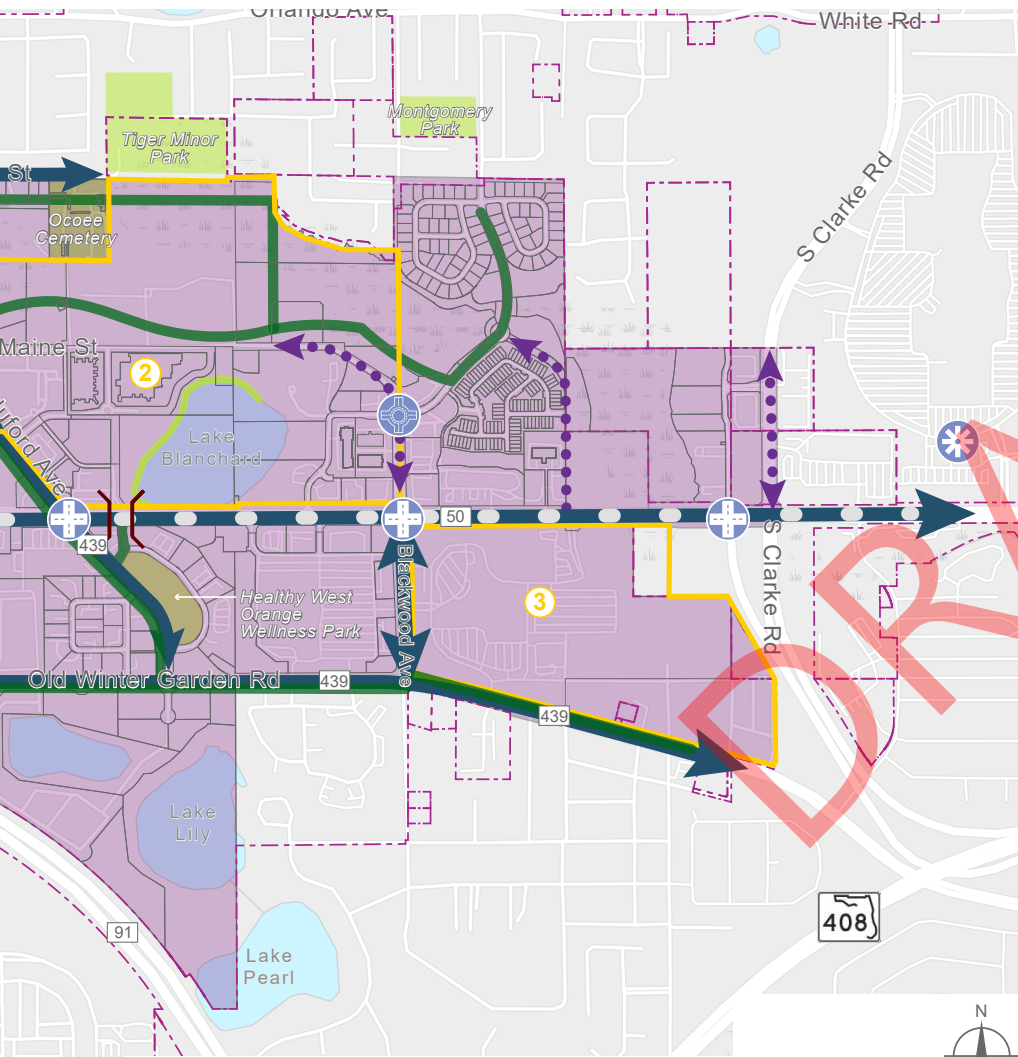 Orlando Ave
White Rd
Montgomery
Park
Tiger Minor
Park
St
S Clarke Rd
Ocoee
Cemetery
Maine St
2
Lake
Blanchard
50
439
Blackwood Ave
S Clarke Rd
Healthy West
Orange
Wellness Park
3
Old Winter Garden Rd
439
439
Lake
Lily
408
91
Lake
Pearl
N